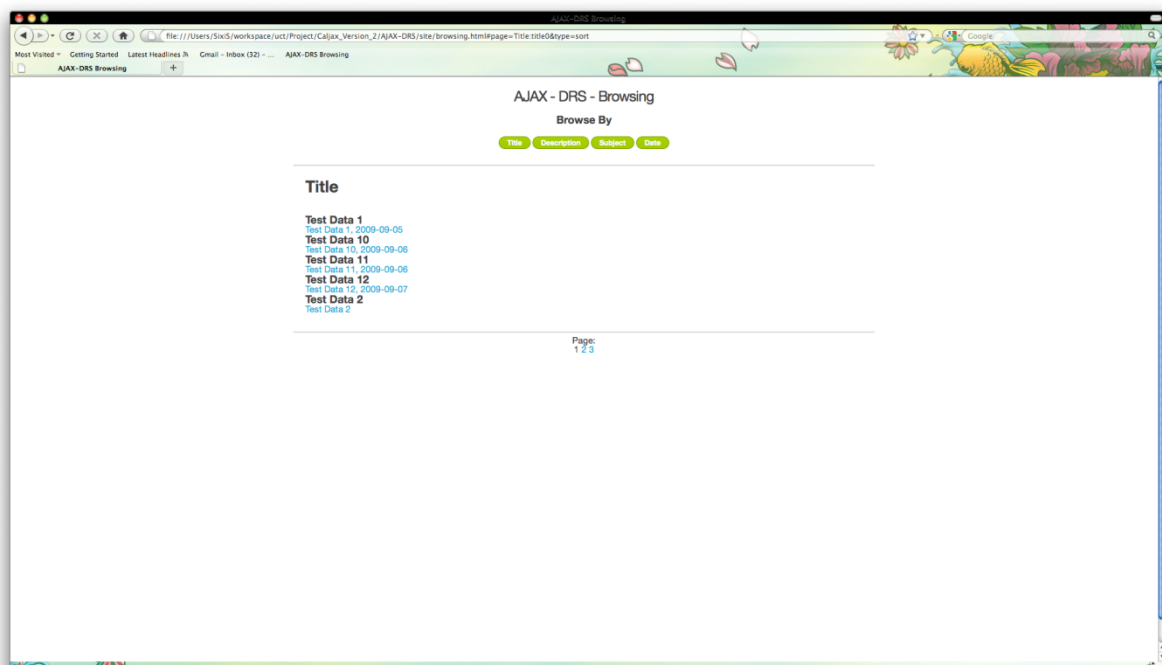 AJAX-DRS Browsing
file:///Users/SixiS/workspace/uct/Project/Caljax_Version_2/AJAX-DRS/site/browsing.html#page=Title:title0&type=sort
Google
Most Visited Getting Started Latest Headlines Gmail - Inbox (32) - ... AJAX-DRS Browsing
AJAX-DRS Browsing +
AJAX - DRS - Browsing
Browse By
Title Description Subject Date
Title
Test Data 1
Test Data 1, 2009-09-05
Test Data 10
Test Data 10, 2009-09-06
Test Data 11
Test Data 11, 2009-09-06
Test Data 12
Test Data 12, 2009-09-07
Test Data 2
Test Data 2
Page:
1 2 3